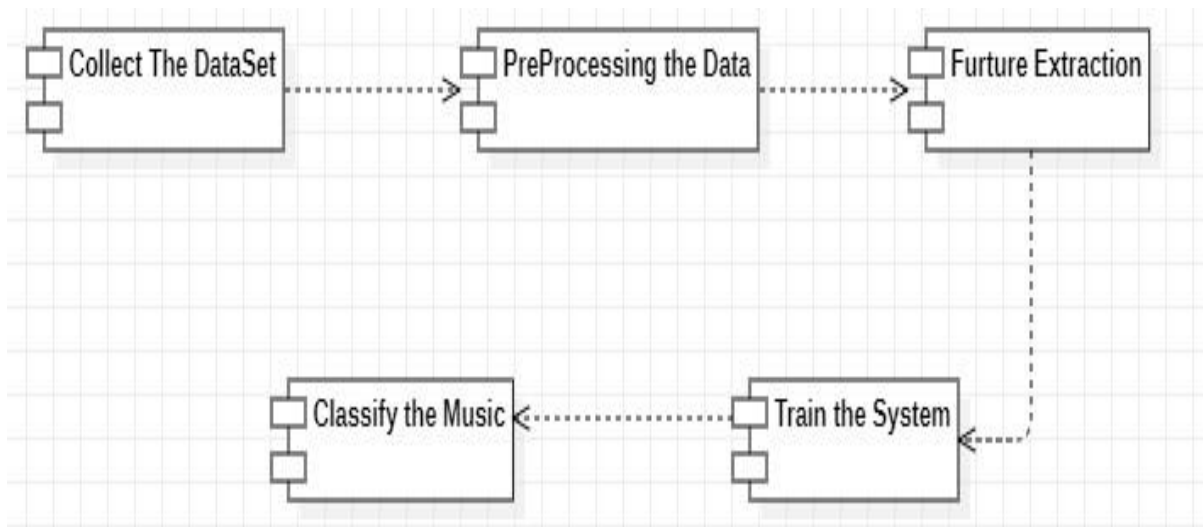 Collect The DataSet
PreProcessing the Data
Furture Extraction
Classify the Music
Train the System